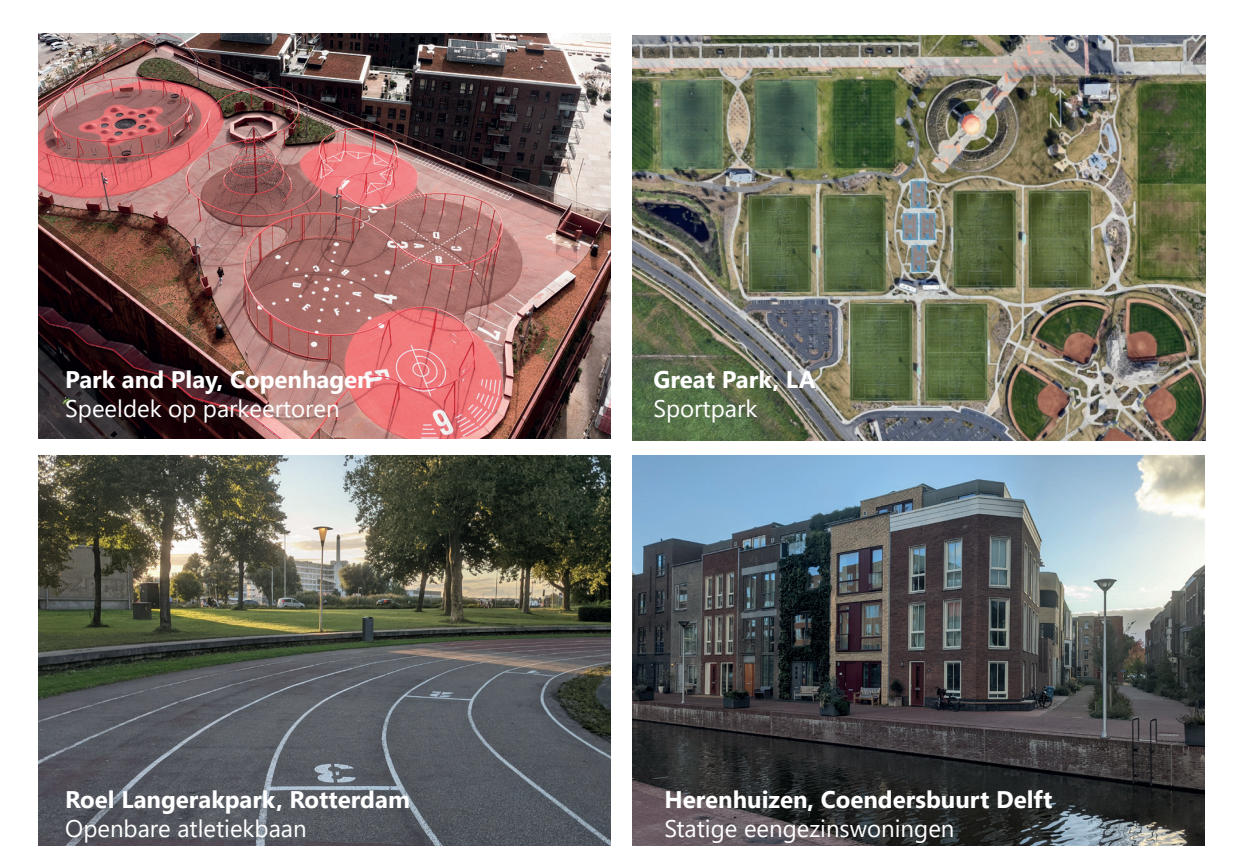 Park and Play, Copenhagen
Speeldek op parkeertoren
Great Park, LA
Sportpark
Roel Langerakpark, Rotterdam
Openbare atletiekbaan
3
Herenhuizen, Coendersbuurt Delft
Statige eengezinswoningen